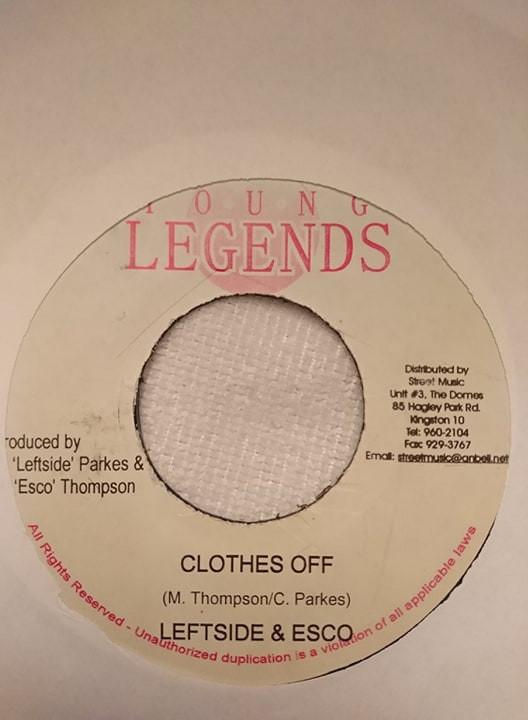 YOUNG
LEGENDS
Distributed by
Street Music
Unit #3, The Domes
85 Hagley Park Rd.
Kingston 10
Tel: 960-2104
Fax: 929-3767
Email: streetmusic@anbell.net
roduced by
'Leftside' Parkes &
'Esco' Thompson
CLOTHES OFF
(M. Thompson/C. Parkes)
LEFTSIDE & ESCO
All Rights Reserved - Unauthorized duplication is a violation of all applicable laws